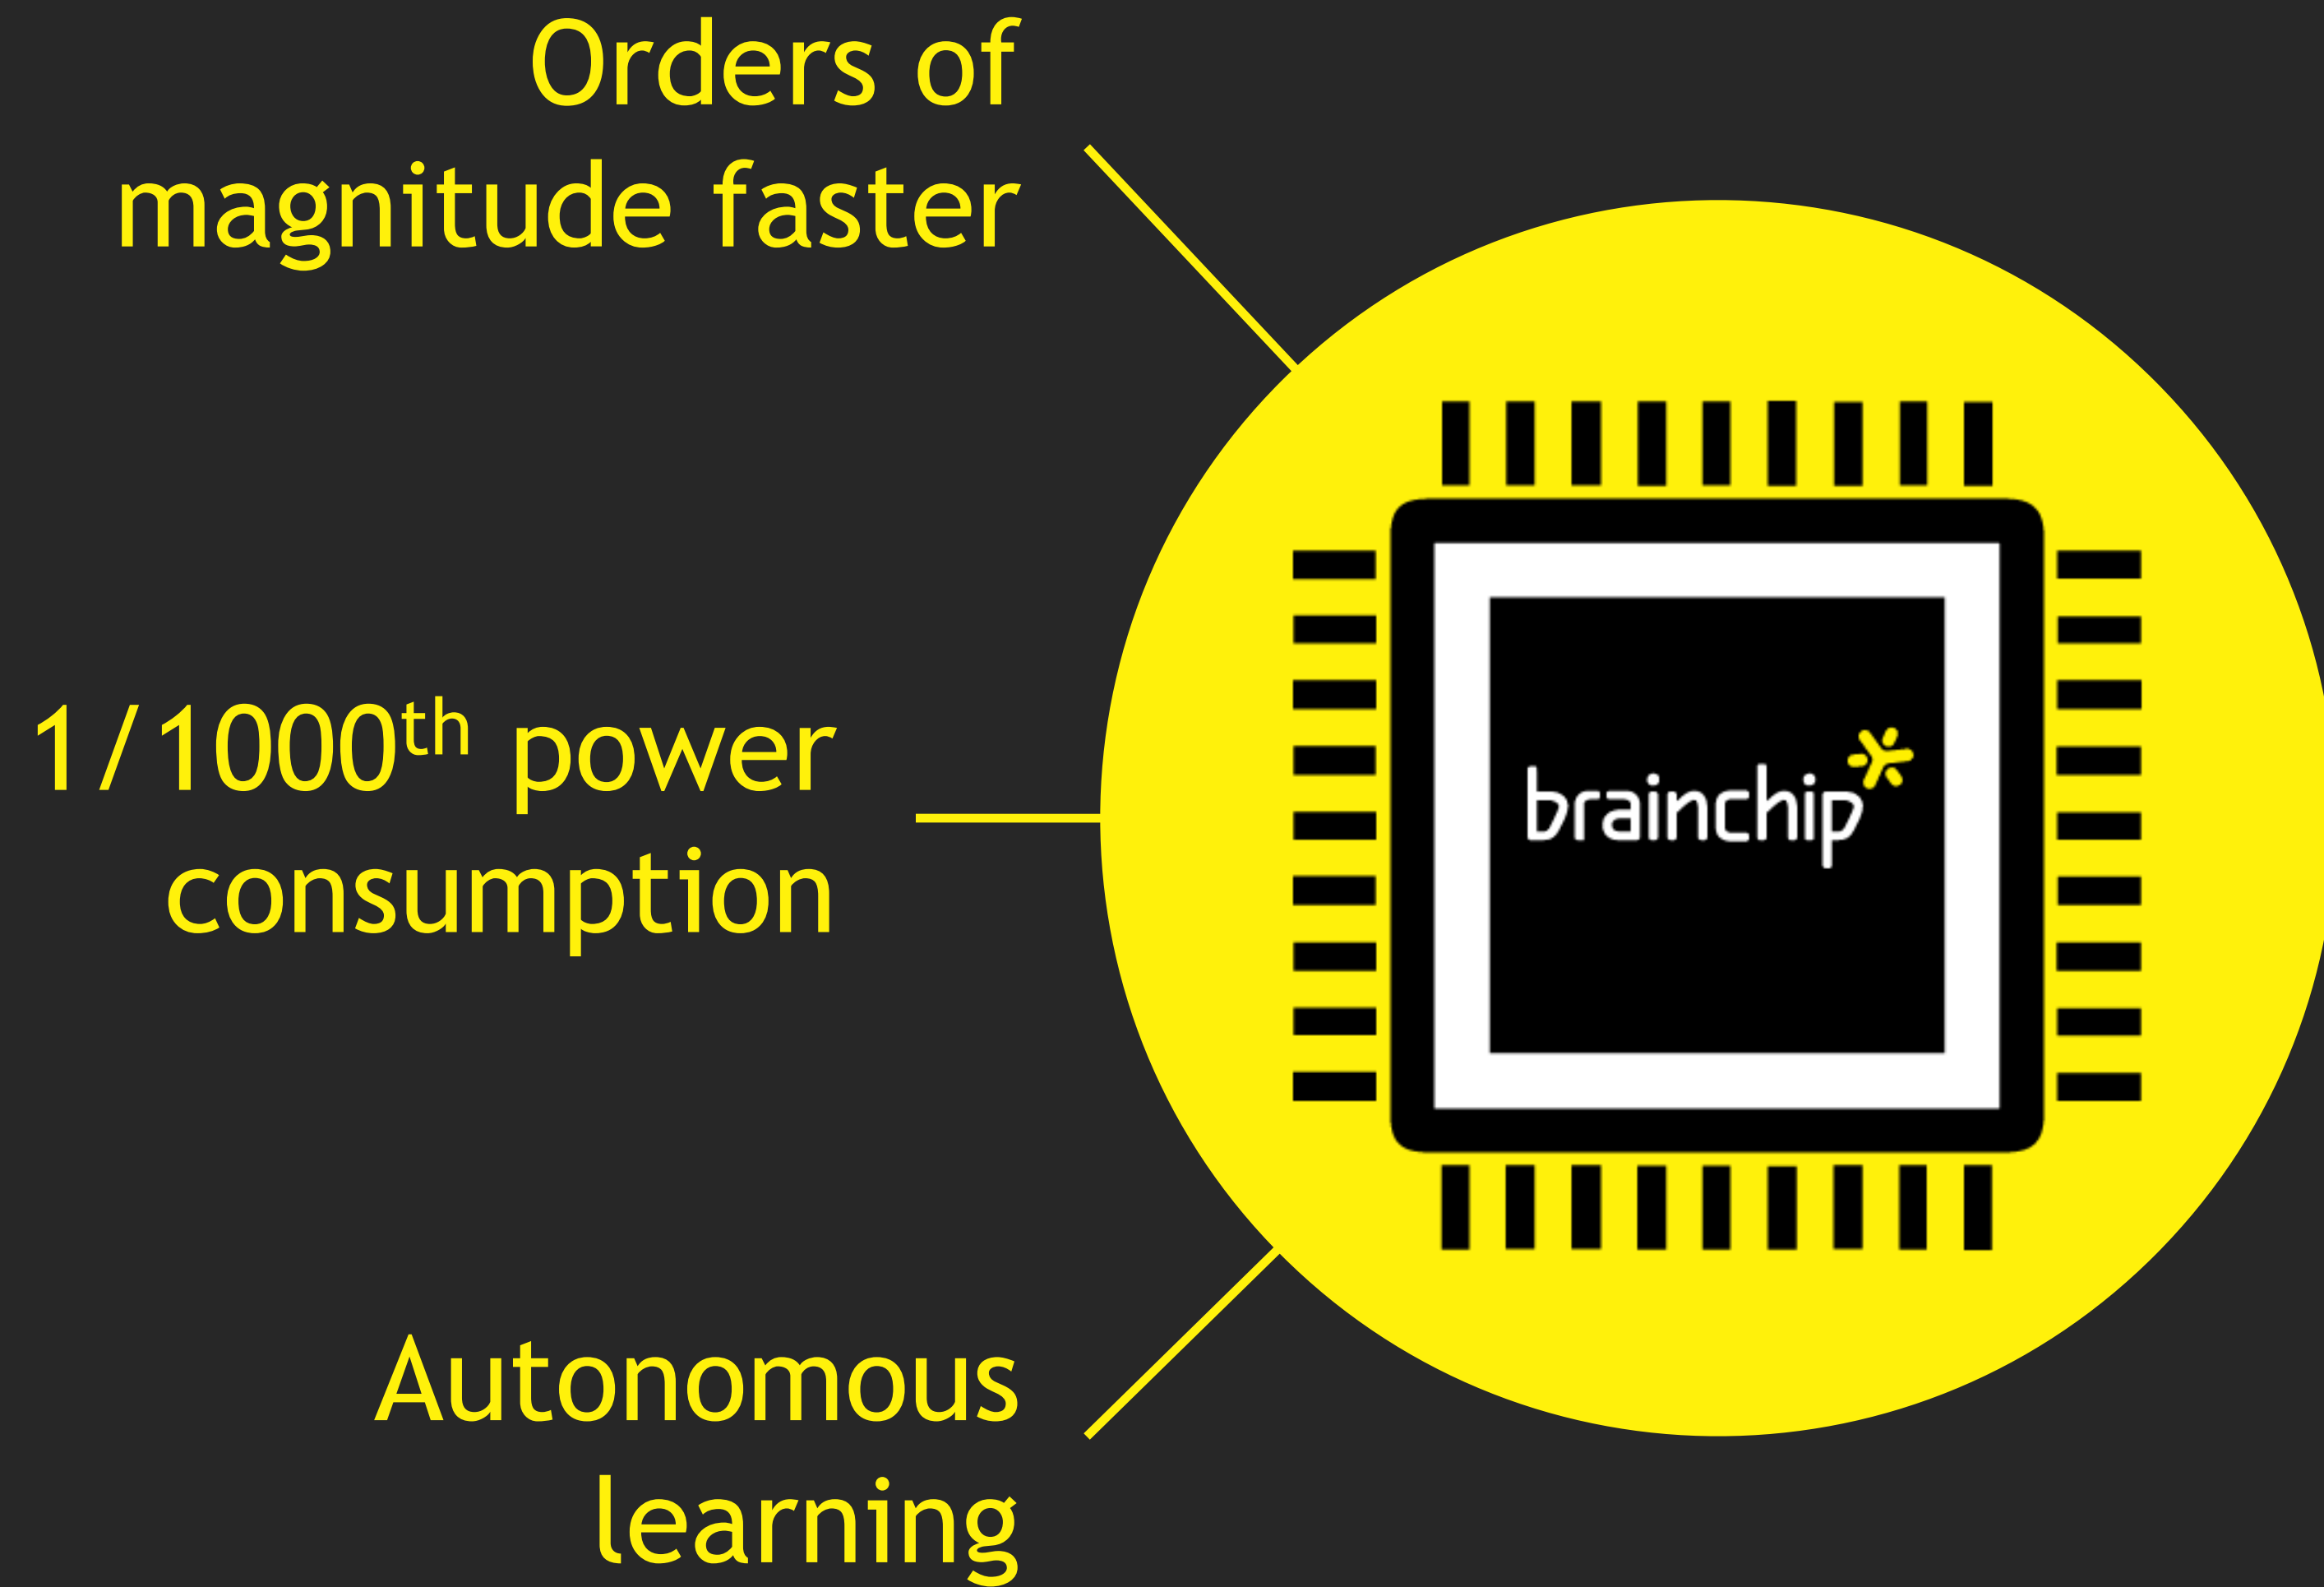 Orders of
magnitude faster
1/1000th power
consumption
brainchip
Autonomous
learning